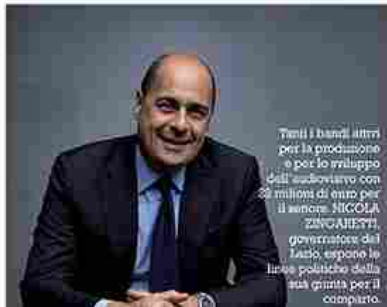 Tanti i bandi attivi
per la produzione
e per lo sviluppo
dell'audiovisivo con
milioni di euro per
il settore. NICOLA
ZINGARETTI,
governatore del
Lazio, espone le
linee politiche della
sua giunta per il
comparto.